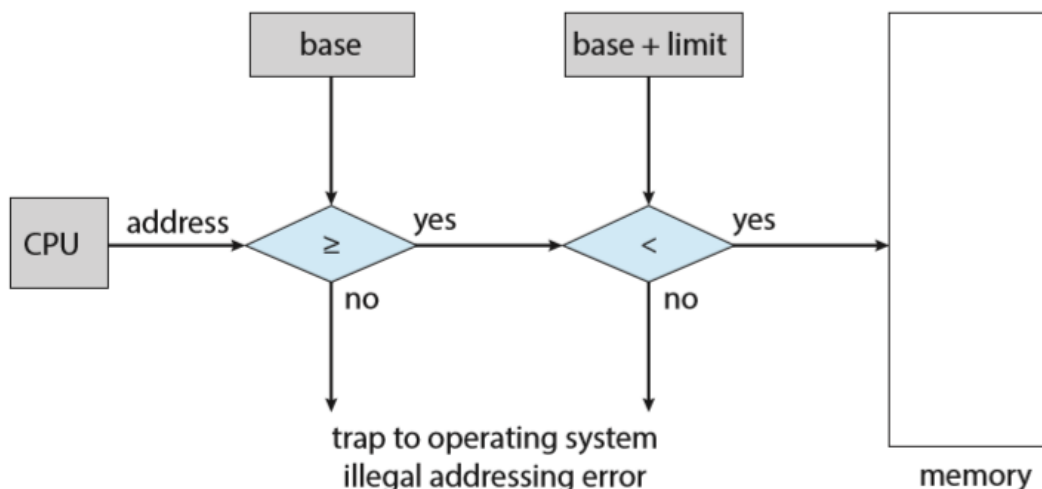 base
base + limit
CPU
address
≥
yes
<
yes
no
no
trap to operating system
illegal addressing error
memory